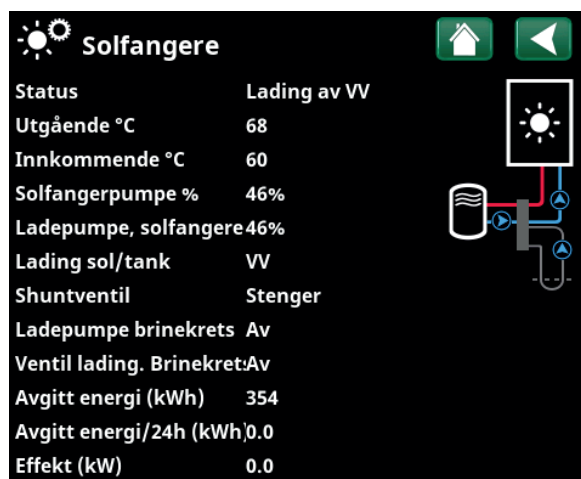 Solfangere
Status Lading av VV
Utgående °C 68
Innkommende °C 60
Solfangerpumpe % 46%
Ladepumpe, solfangere 46%
Lading sol/tank VV
Shuntventil Stenger
Ladepumpe brinekrets Av
Ventil lading. Brinekrets Av
Avgitt energi (kWh) 354
Avgitt energi/24h (kWh) 0.0
Effekt (kW) 0.0